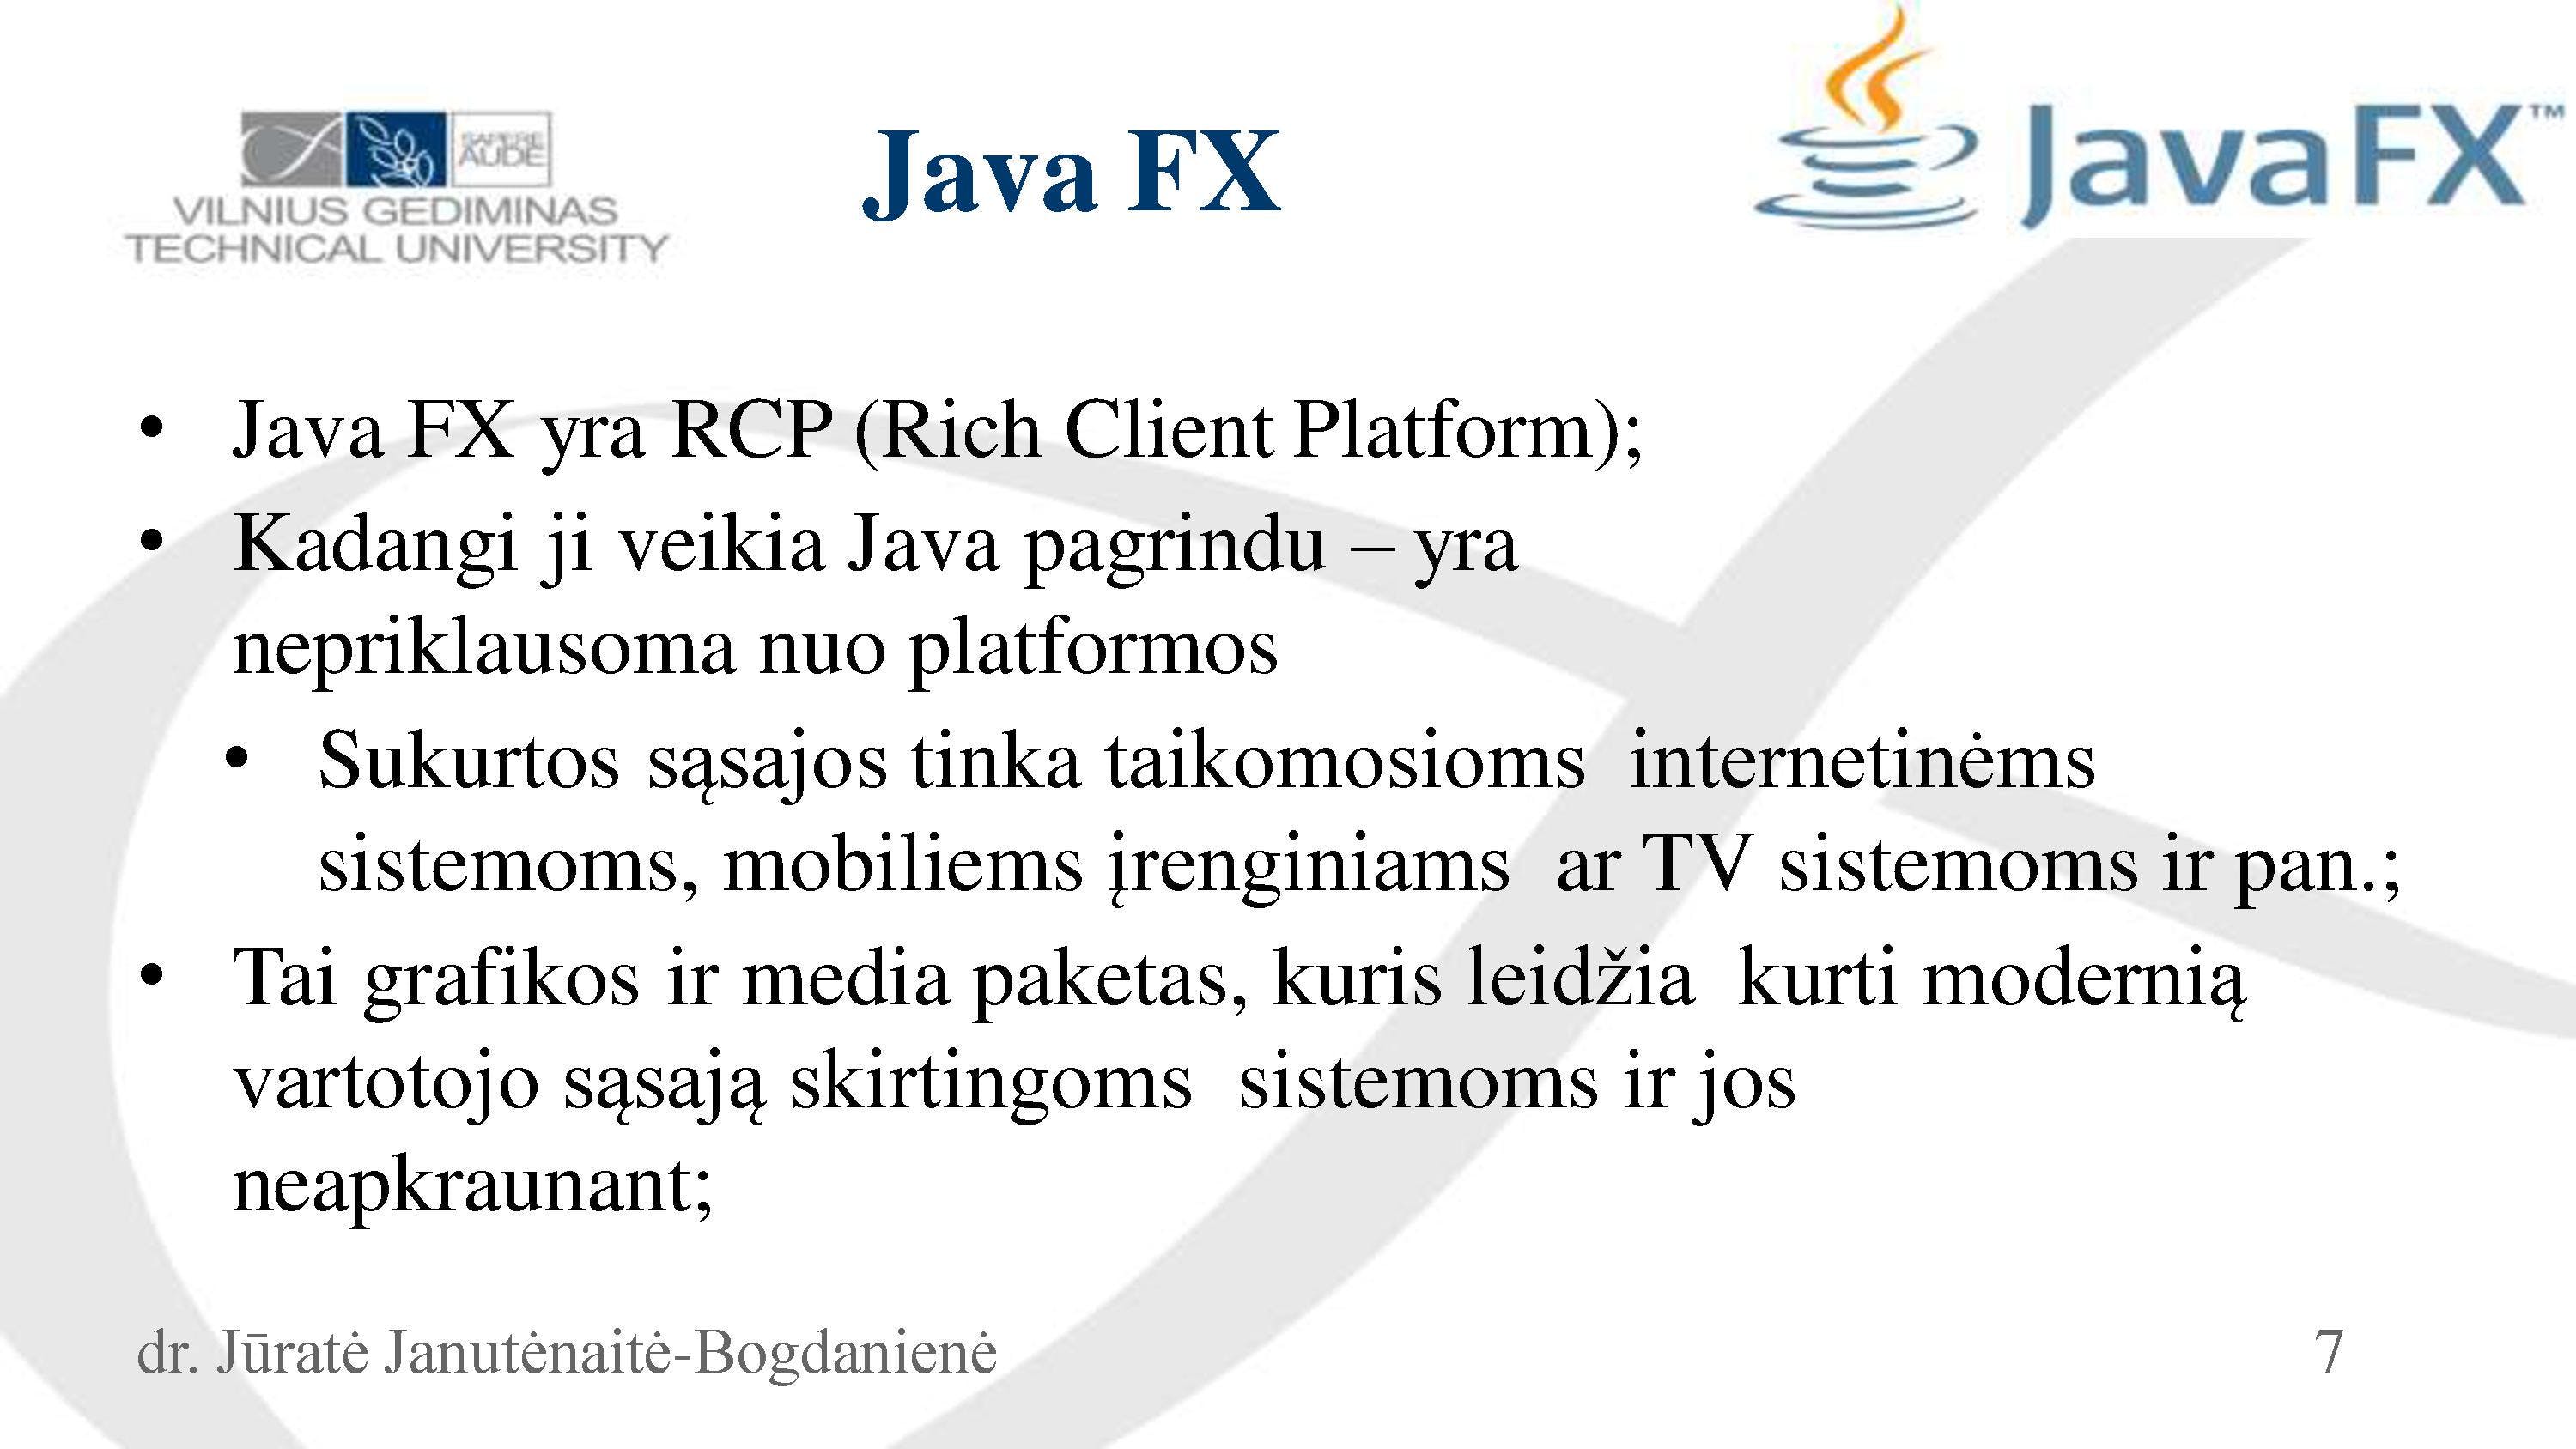 SAPERE
AUDE
VILNIUS GEDIMINAS
TECHNICAL UNIVERSITY
Java FX
JavaFX™
• Java FX yra RCP (Rich Client Platform);
• Kadangi ji veikia Java pagrindu – yra
nepriklausoma nuo platformos
• Sukurtos sąsajos tinka taikomosioms internetinėms
sistemoms, mobiliems įrenginiams ar TV sistemoms ir pan.;
• Tai grafikos ir media paketas, kuris leidžia kurti modernią
vartotojo sąsają skirtingoms sistemoms ir jos
neapkraunant;
dr. Jūratė Janutėnaitė-Bogdanienė
7